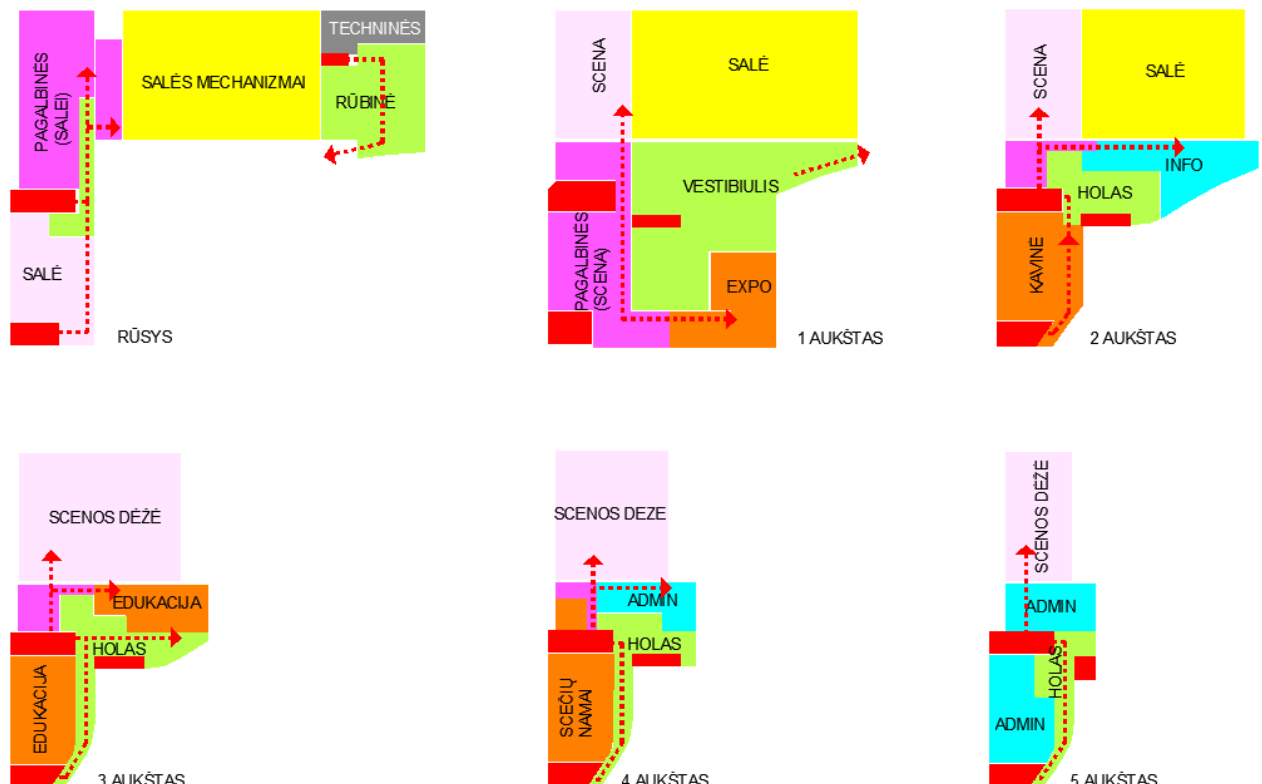 TECHNINĖS
PAGALBINĖS
(SALEI)
SALĖS MECHANIZMAI
RŪBINĖ
SALĖ
RŪSYS
SCENA
SALĖ
VESTIBIULIS
PAGALBINĖS
(SCENA)
EXPO
1 AUKŠTAS
SCENA
SALĖ
INFO
HOLAS
KAVINĖ
2 AUKŠTAS
SCENOS DĖŽĖ
EDUKACIJA
HOLAS
EDUKACIJA
3 AUKŠTAS
SCENOS DEZE
ADMIN
HOLAS
SCEČIŲ
NAMAI
4 AUKŠTAS
SCENOS DĖŽĖ
ADMIN
HOLAS
ADMIN
5 AUKŠTAS